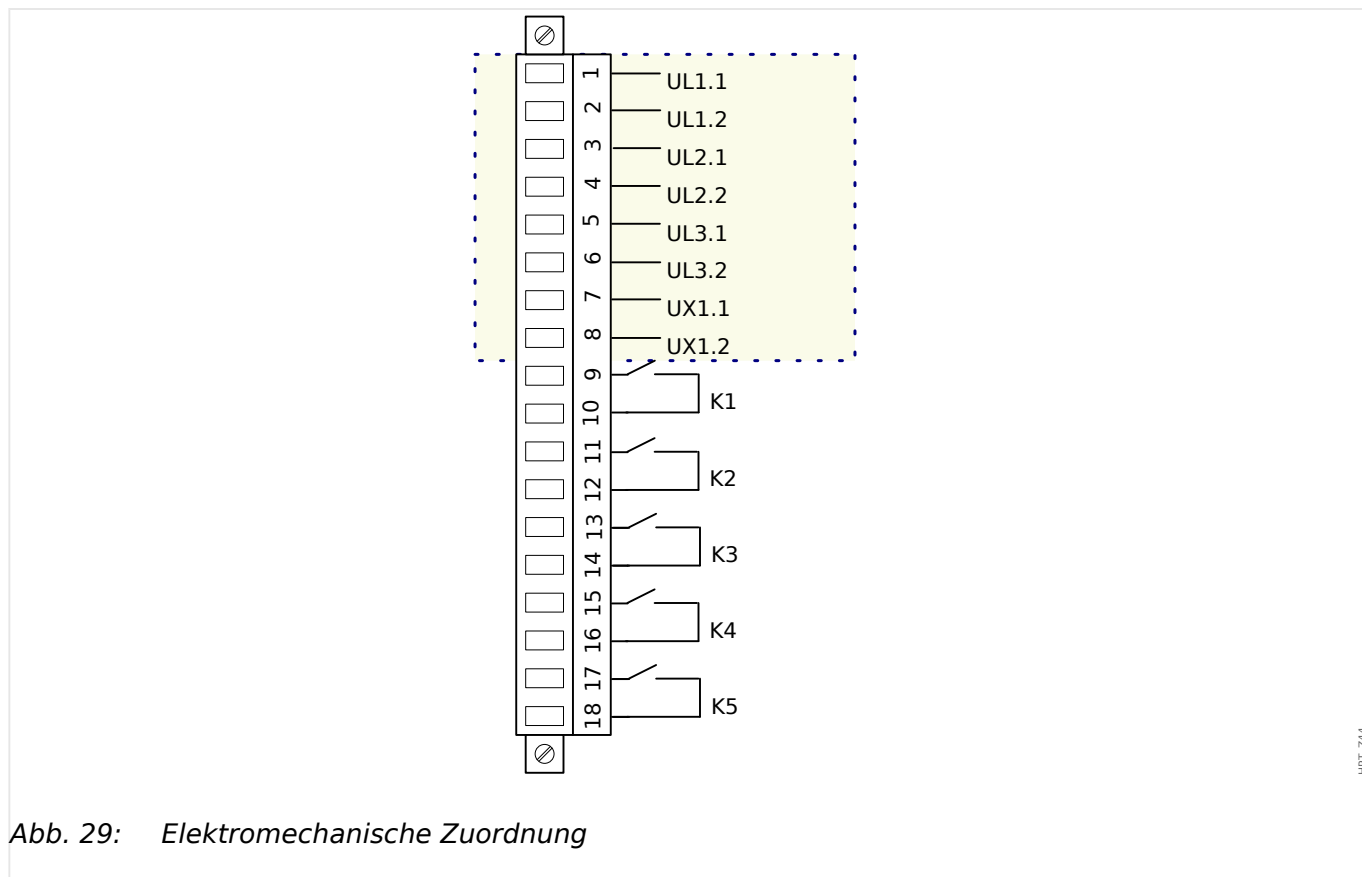 1 UL1.1
2 UL1.2
3 UL2.1
4 UL2.2
5 UL3.1
6 UL3.2
7 UX1.1
8 UX1.2
9
K1
10
11
K2
12
13
K3
14
15
K4
16
17
K5
18
Abb. 29: Elektromechanische Zuordnung